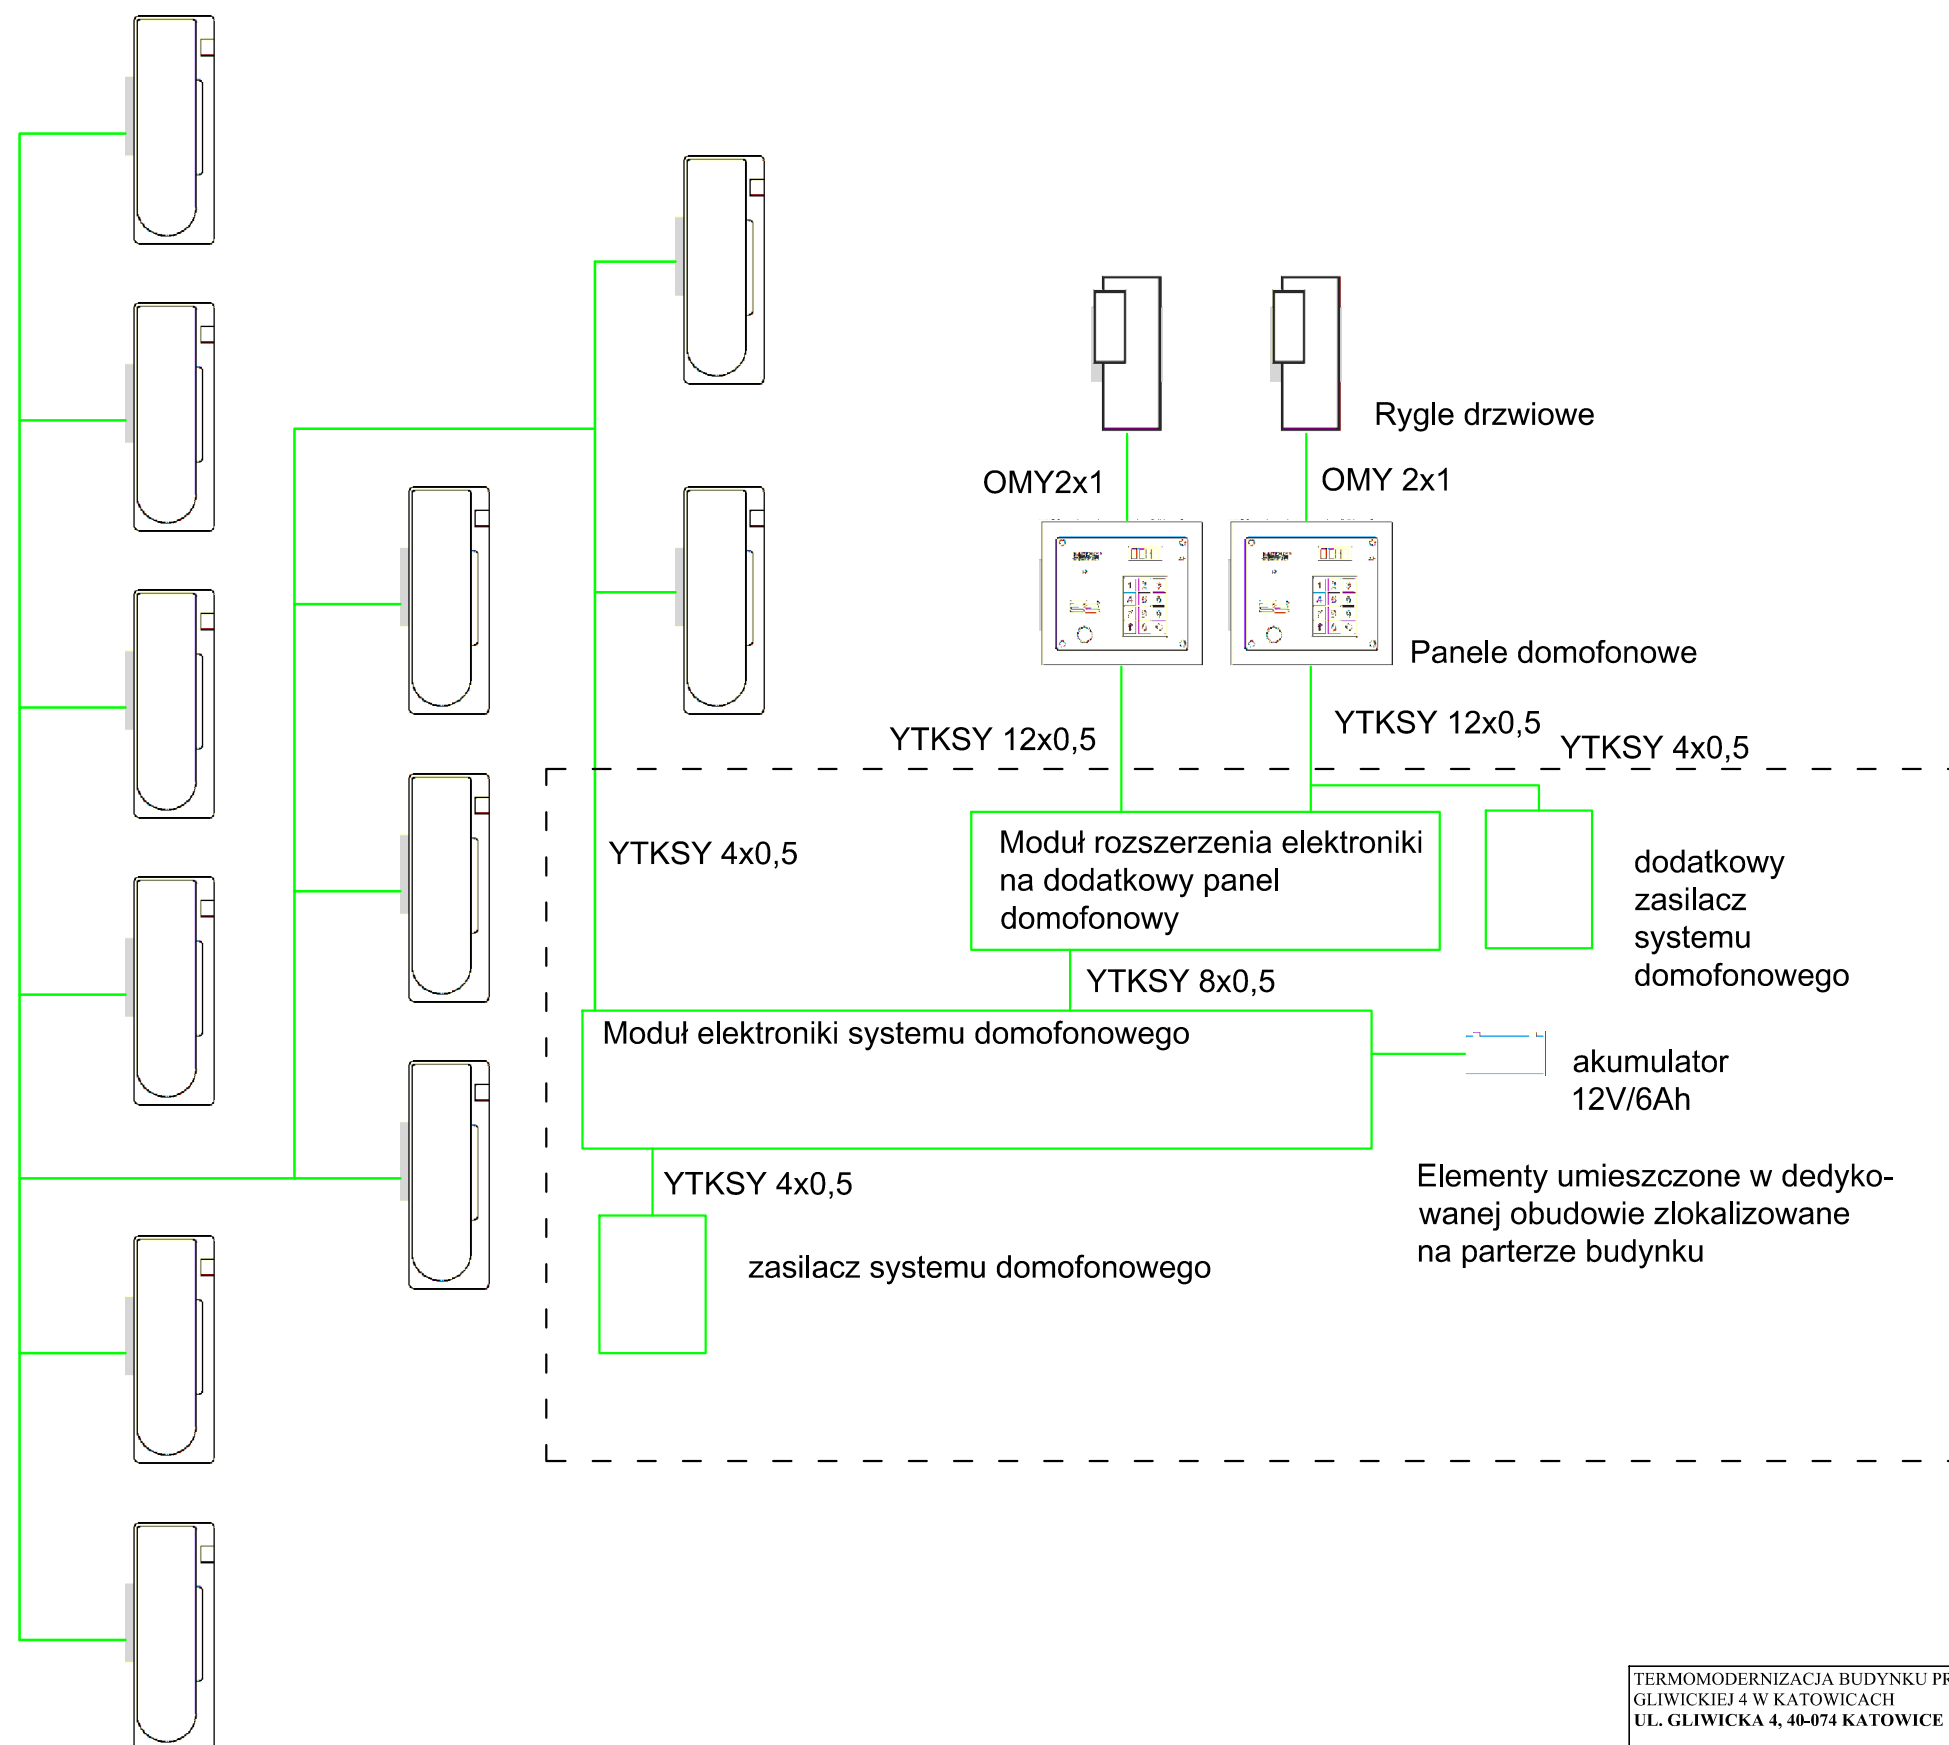 Rygle drzwiowe
OMY2x1
OMY 2x1
Panele domofonowe
YTKSY 12x0,5
YTKSY 12x0,5
YTKSY 4x0,5
YTKSY 4x0,5
Moduł rozszerzenia elektroniki
na dodatkowy panel
domofonowy
dodatkowy
zasilacz
systemu
domofonowego
YTKSY 8x0,5
Moduł elektroniki systemu domofonowego
akumulator
12V/6Ah
YTKSY 4x0,5
Elementy umieszczone w dedyko-
wanej obudowie zlokalizowane
na parterze budynku
zasilacz systemu domofonowego
TERMOMODERNIZACJA BUDYNKU PR
GLIWICKIEJ 4 W KATOWICACH
UL. GLIWICKA 4, 40-074 KATOWICE